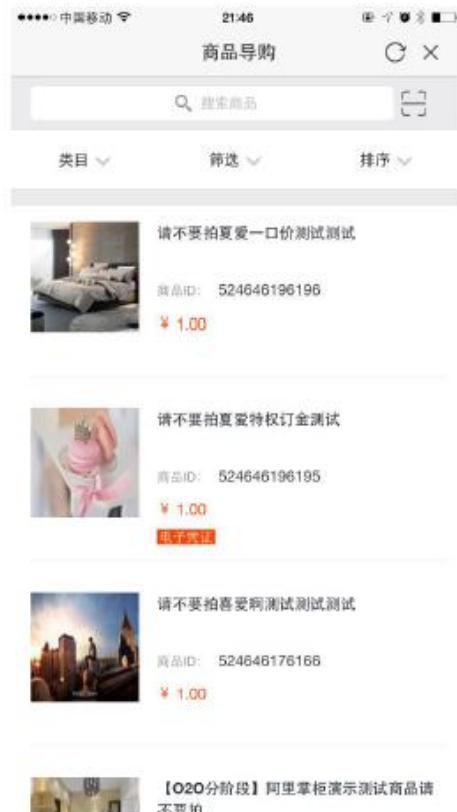 中国移动
21:46
商品导购
搜索商品
类目
筛选
排序
请不要拍夏爱一口价测试测试
商品ID: 524646196196
¥ 1.00
请不要拍夏爱特权订金测试
商品ID: 524646196195
¥ 1.00
电子凭证
请不要拍喜爱啊测试测试测试
商品ID: 524646176166
¥ 1.00
【O2O分阶段】阿里掌柜演示测试商品请
不要拍